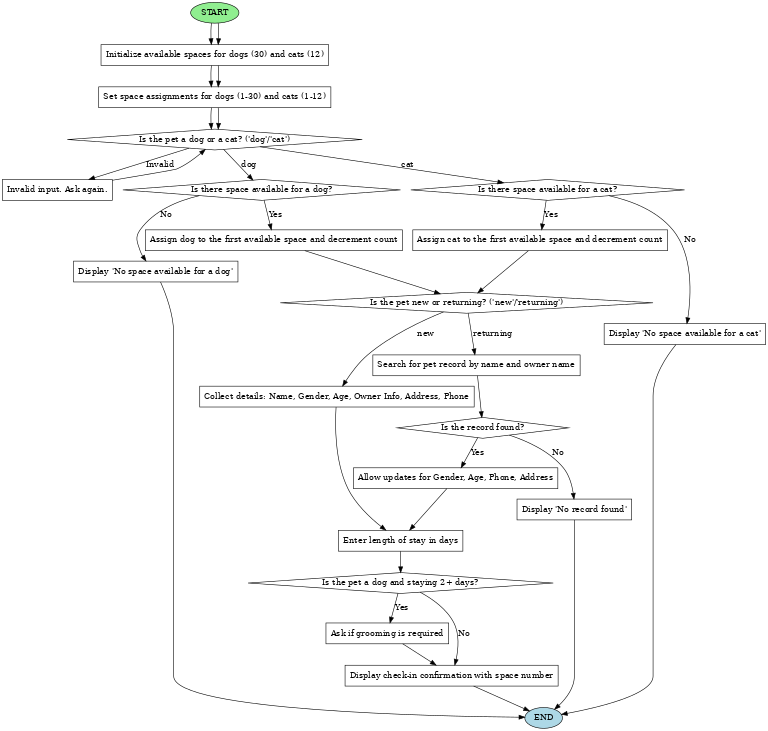 START
Initialize available spaces for dogs (30) and cats (12)
Set space assignments for dogs (1-30) and cats (1-12)
Is the pet a dog or a cat? ('dog'/'cat')
Invalid
dog
cat
Invalid input. Ask again.
Is there space available for a dog?
Is there space available for a cat?
No
Yes
Yes
No
Assign dog to the first available space and decrement count
Assign cat to the first available space and decrement count
Display 'No space available for a dog'
Is the pet new or returning? ('new'/returning')
new
returning
Display 'No space available for a cat'
Search for pet record by name and owner name
Collect details: Name, Gender, Age, Owner Info, Address, Phone
Is the record found?
Yes
No
Allow updates for Gender, Age, Phone, Address
Display 'No record found'
Enter length of stay in days
Is the pet a dog and staying 2+ days?
Yes
No
Ask if grooming is required
Display check-in confirmation with space number
END